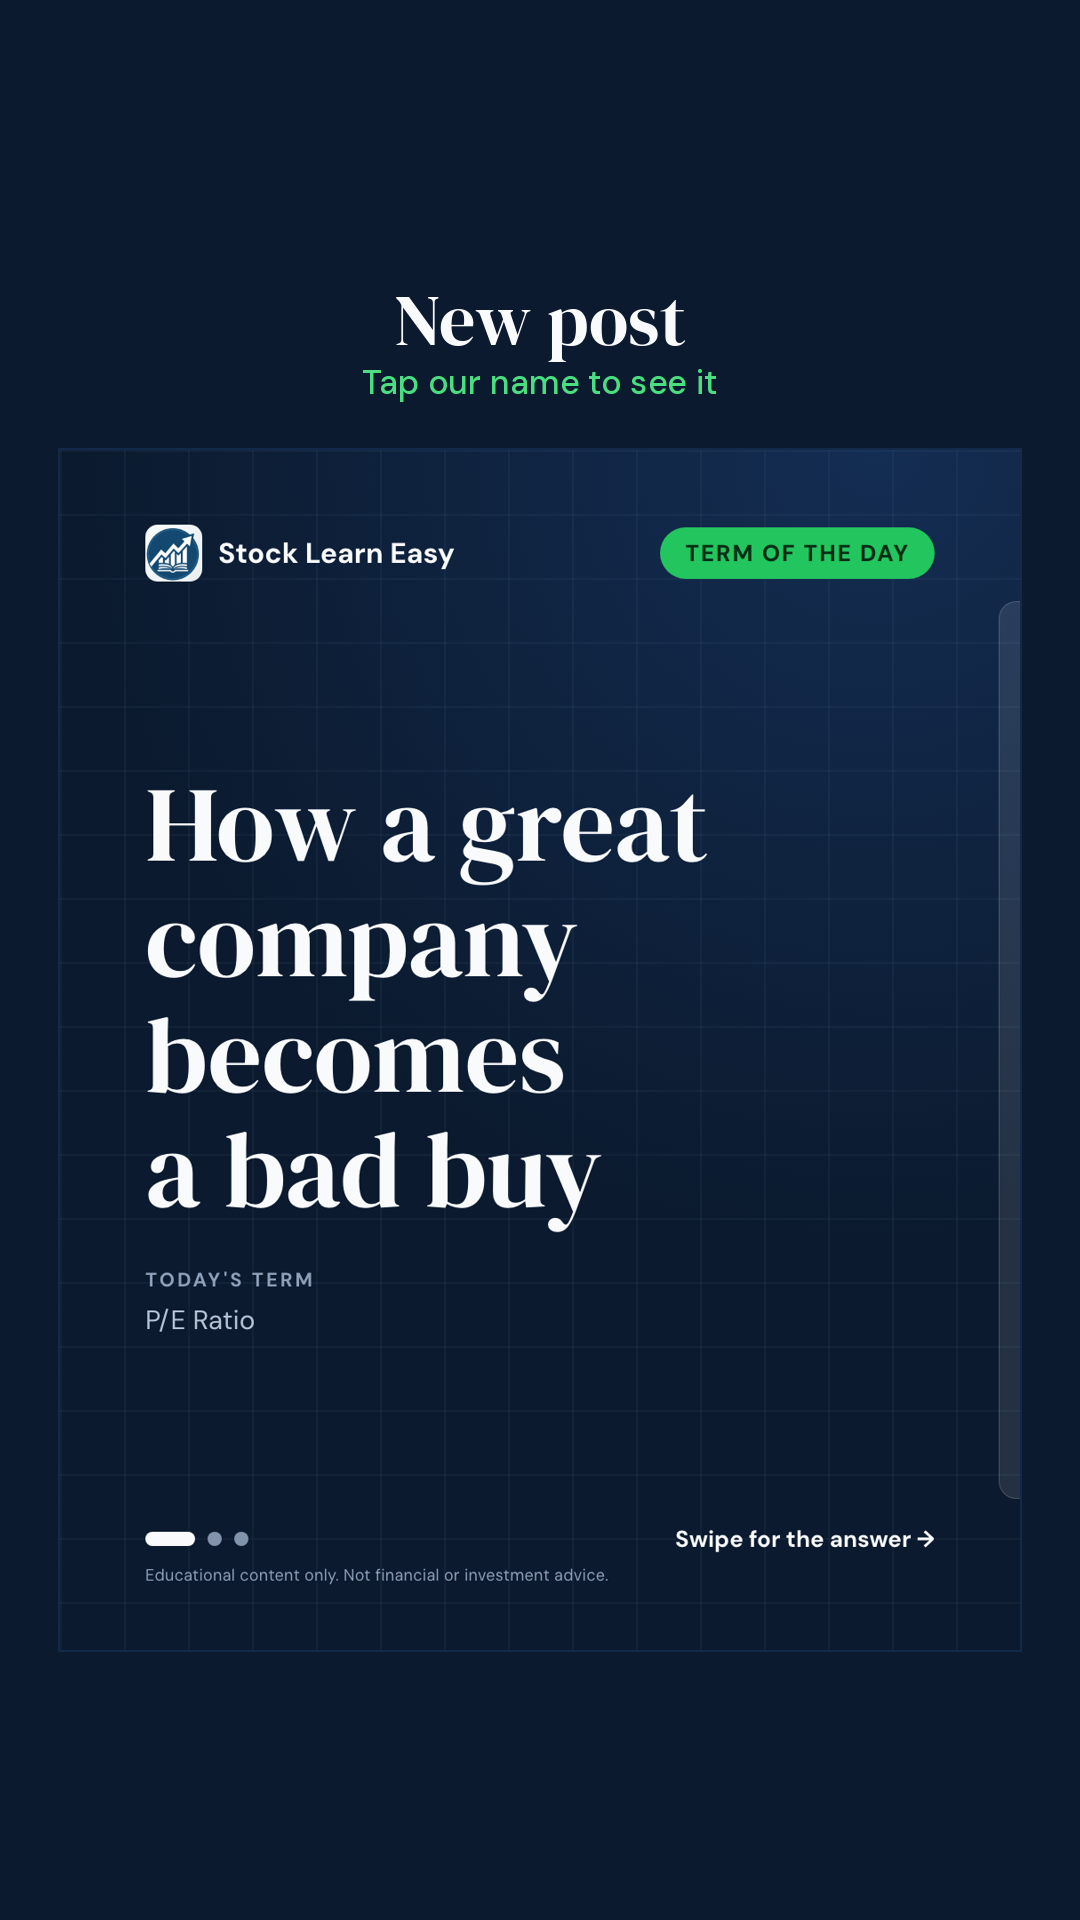 New post
Tap our name to see it
Stock Learn Easy
TERM OF THE DAY
How a great
company
becomes
a bad buy
TODAY'S TERM
P/E Ratio
Swipe for the answer →
Educational content only. Not financial or investment advice.